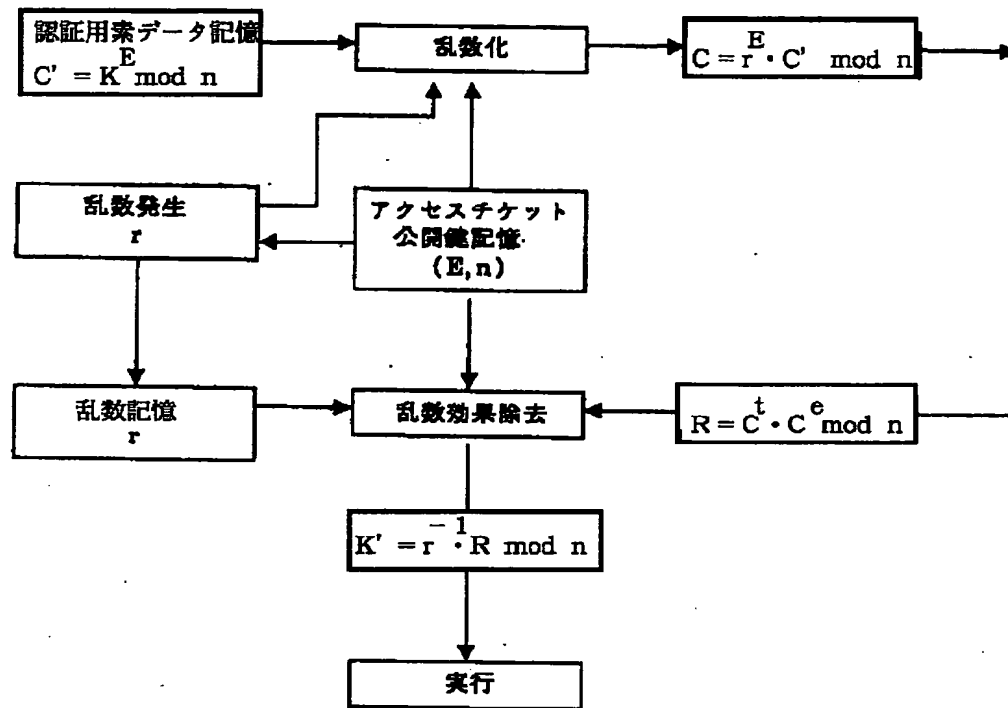 認証用素データ記憶
C' = K^E mod n
乱数化
C = r^E · C' mod n
乱数発生
r
アクセスチケット
公開鍵記憶
(E, n)
乱数記憶
r
乱数効果除去
R = C^t · C^e mod n
K' = r^-1 · R mod n
実行